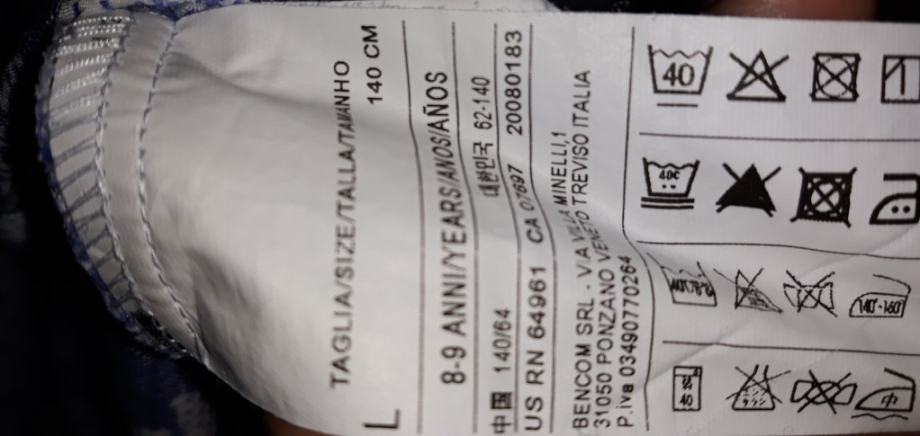 TAGLIA/SIZE/TALLA/TAMANHO
L 140 CM
8-9 ANNI/YEARS/ANOS/AÑOS
中国 140/64 대한민국 62-140
US RN 64961 CA 07697 20080183
BENCOM SRL - VIA VILLA MINELLI,1
31050 PONZANO VENETO TREVISO ITALIA
P.iva 03490770264
40
40c
140°-160°
40
中